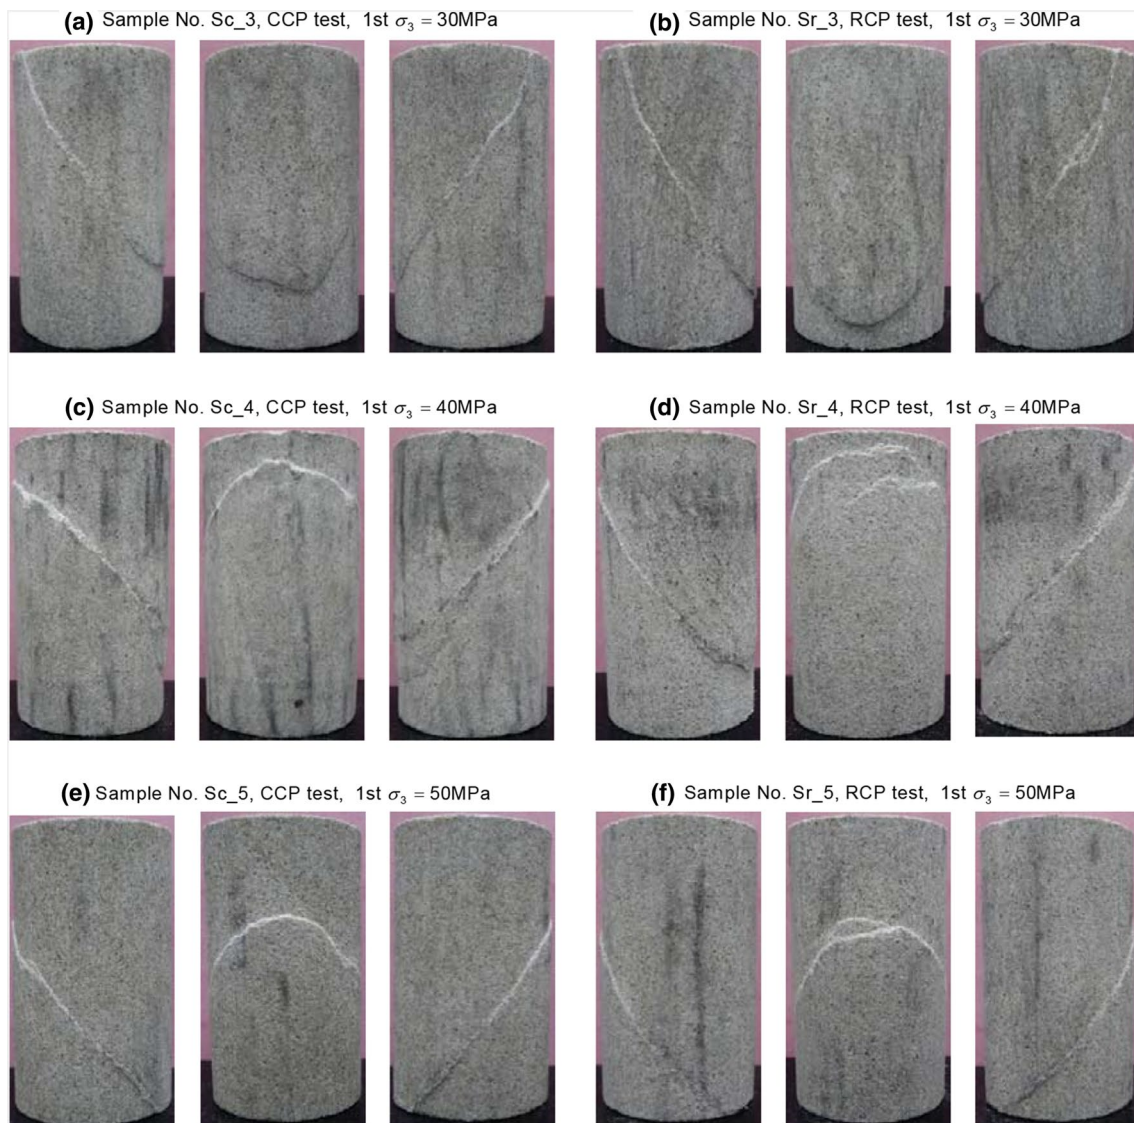 (a) Sample No. Sc_3, CCP test, 1st σ₃ = 30MPa
(b) Sample No. Sr_3, RCP test, 1st σ₃ = 30MPa
(c) Sample No. Sc_4, CCP test, 1st σ₃ = 40MPa
(d) Sample No. Sr_4, RCP test, 1st σ₃ = 40MPa
(e) Sample No. Sc_5, CCP test, 1st σ₃ = 50MPa
(f) Sample No. Sr_5, RCP test, 1st σ₃ = 50MPa